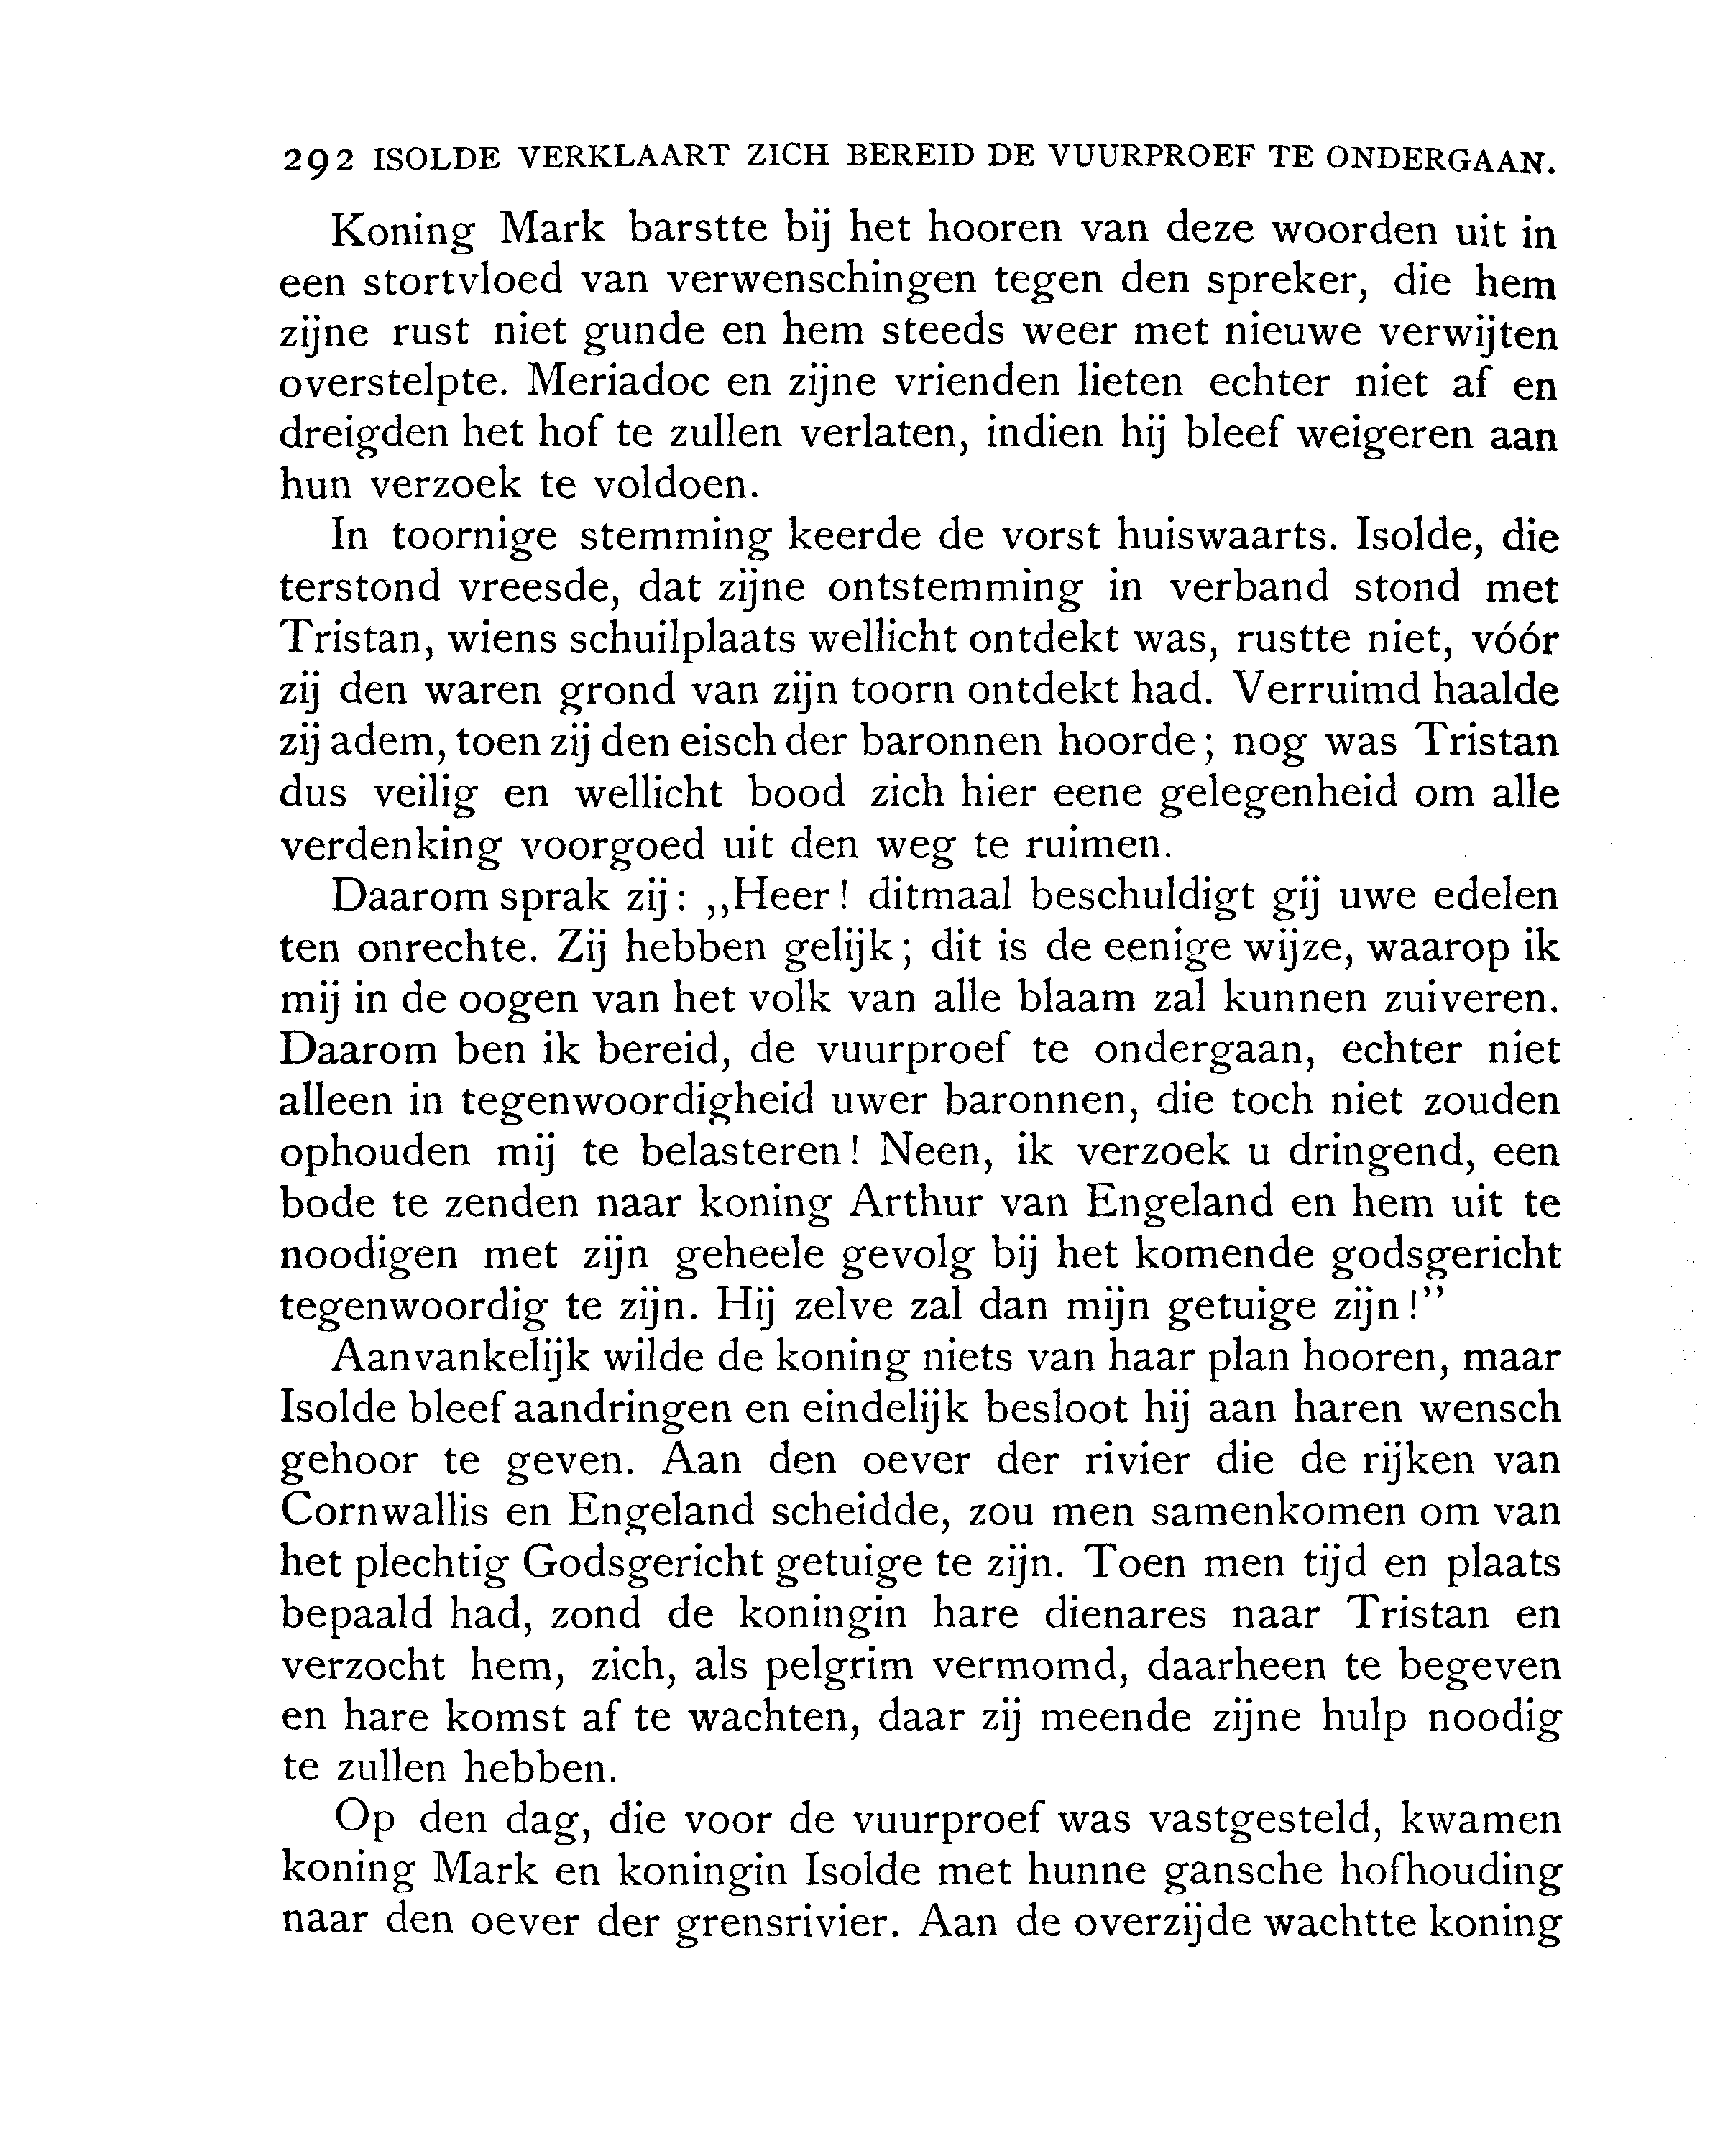 292 ISOLDE VERKLAART ZICH BEREID DE VUURPROEF TE ONDERGAAN.
Koning Mark barstte bij het hooren van deze woorden uit in
een stortvloed van verwenschingen tegen den spreker, die hem
zijne rust niet gunde en hem steeds weer met nieuwe verwijten
overstelpte. Meriadoc en zijne vrienden lieten echter niet af en
dreigden het hof te zullen verlaten, indien hij bleef weigeren aan
hun verzoek te voldoen.
In toornige stemming keerde de vorst huiswaarts. Isolde, die
terstond vreesde, dat zijne ontstemming in verband stond met
Tristan, wiens schuilplaats wellicht ontdekt was, rustte niet, vóór
zij den waren grond van zijn toorn ontdekt had. Verruimd haalde
zij adem, toen zij den eisch der baronnen hoorde; nog was Tristan
dus veilig en wellicht bood zich hier eene gelegenheid om alle
verdenking voorgoed uit den weg te ruimen.
Daarom sprak zij: ,,Heer! ditmaal beschuldigt gij uwe edelen
ten onrechte. Zij hebben gelijk; dit is de eenige wijze, waarop ik
mij in de oogen van het volk van alle blaam zal kunnen zuiveren.
Daarom ben ik bereid, de vuurproef te ondergaan, echter niet
alleen in tegenwoordigheid uwer baronnen, die toch niet zouden
ophouden mij te belasteren! Neen, ik verzoek u dringend, een
bode te zenden naar koning Arthur van Engeland en hem uit te
noodigen met zijn geheele gevolg bij het komende godsgericht
tegenwoordig te zijn. Hij zelve zal dan mijn getuige zijn!”
Aanvankelijk wilde de koning niets van haar plan hooren, maar
Isolde bleef aandringen en eindelijk besloot hij aan haren wensch
gehoor te geven. Aan den oever der rivier die de rijken van
Cornwallis en Engeland scheidde, zou men samenkomen om van
het plechtig Godsgericht getuige te zijn. Toen men tijd en plaats
bepaald had, zond de koningin hare dienares naar Tristan en
verzocht hem, zich, als pelgrim vermomd, daarheen te begeven
en hare komst af te wachten, daar zij meende zijne hulp noodig
te zullen hebben.
Op den dag, die voor de vuurproef was vastgesteld, kwamen
koning Mark en koningin Isolde met hunne gansche hofhouding
naar den oever der grensrivier. Aan de overzijde wachtte koning